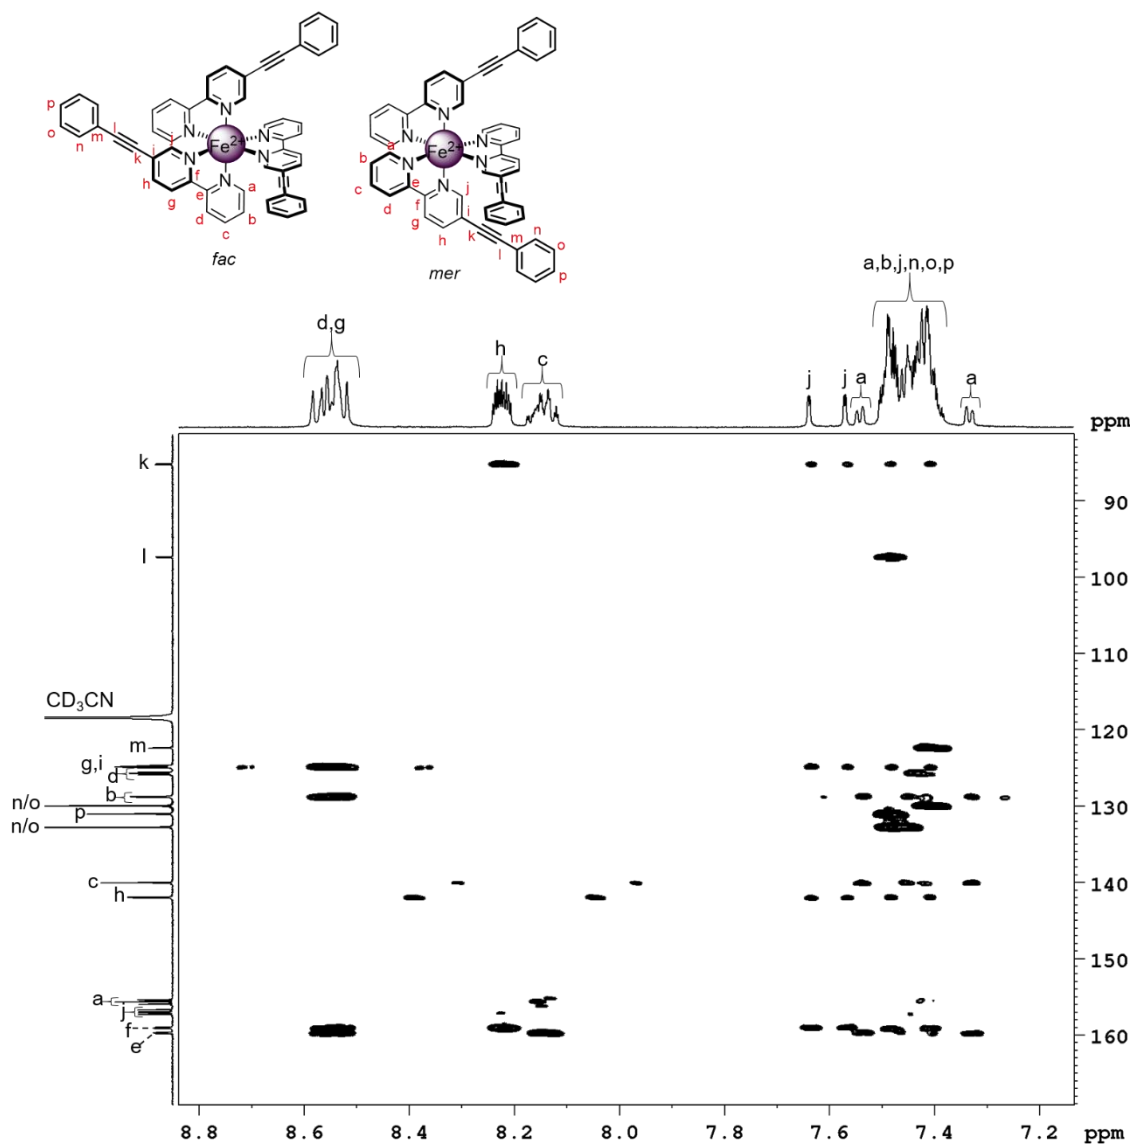 Fe2+
a
b
c
d
e
f
g
h
i
j
k
l
m
n
o
p
fac
Fe2+
a
b
c
d
e
f
g
h
i
j
k
l
m
n
o
p
mer
d,g
h
c
a,b,j,n,o,p
j
j
a
a
ppm
k
l
CD3CN
m
g,i
d
b
n/o
p
n/o
c
h
a
j
f
e
90
100
110
120
130
140
150
160
8.8
8.6
8.4
8.2
8.0
7.8
7.6
7.4
7.2
ppm